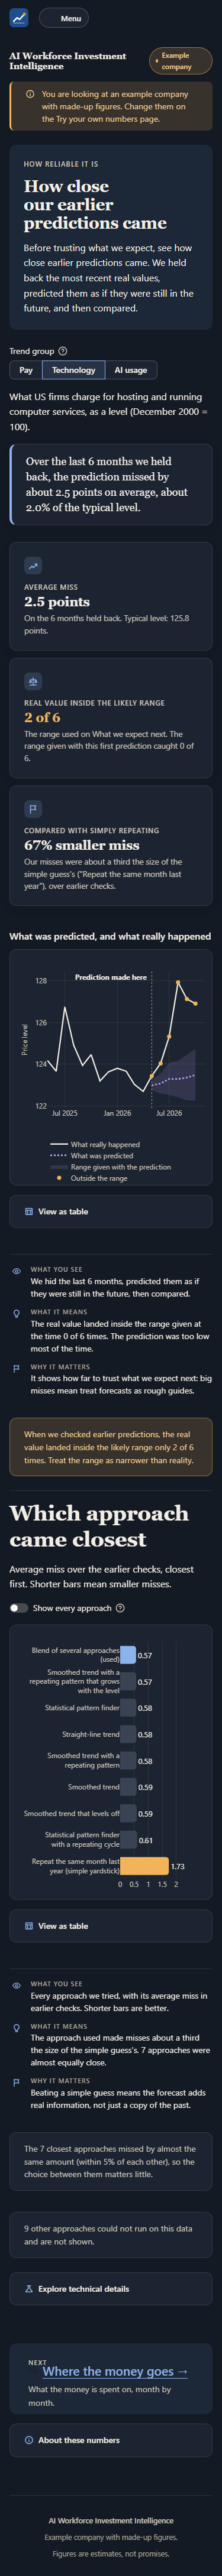 Menu
AI Workforce Investment
Intelligence
Example
company
You are looking at an example company
with made-up figures. Change them on
the Try your own numbers page.
HOW RELIABLE IT IS
How close
our earlier
predictions came
Before trusting what we expect, see how
close earlier predictions came. We held
back the most recent real values,
predicted them as if they were still in the
future, and then compared.
Trend group
Pay
Technology
AI usage
What US firms charge for hosting and running
computer services, as a level (December 2000 =
100).
Over the last 6 months we held
back, the prediction missed by
about 2.5 points on average, about
2.0% of the typical level.
AVERAGE MISS
2.5 points
On the 6 months held back. Typical level: 125.8
points.
REAL VALUE INSIDE THE LIKELY RANGE
2 of 6
The range used on What we expect next. The
range given with this first prediction caught 0 of
6.
COMPARED WITH SIMPLY REPEATING
67% smaller miss
Our misses were about a third the size of the
simple guess's ("Repeat the same month last
year"), over earlier checks.
What was predicted, and what really happened
Prediction made here
128
126
124
122
Price level
Jul 2025
Jan 2026
Jul 2026
What really happened
What was predicted
Range given with the prediction
Outside the range
View as table
WHAT YOU SEE
We hid the last 6 months, predicted them as if
they were still in the future, then compared.
WHAT IT MEANS
The real value landed inside the range given at
the time 0 of 6 times. The prediction was too low
most of the time.
WHY IT MATTERS
It shows how far to trust what we expect next: big
misses mean treat forecasts as rough guides.
When we checked earlier predictions, the real
value landed inside the likely range only 2 of 6
times. Treat the range as narrower than reality.
Which approach
came closest
Average miss over the earlier checks, closest
first. Shorter bars mean smaller misses.
Show every approach
Blend of several approaches
(used)
0.57
Smoothed trend with a
repeating pattern that grows
with the level
0.57
Statistical pattern finder
0.58
Straight-line trend
0.58
Smoothed trend with a
repeating pattern
0.58
Smoothed trend
0.59
Smoothed trend that levels off
0.59
Statistical pattern finder
with a repeating cycle
0.61
Repeat the same month last
year (simple yardstick)
1.73
0 0.5 1 1.5 2
View as table
WHAT YOU SEE
Every approach we tried, with its average miss in
earlier checks. Shorter bars are better.
WHAT IT MEANS
The approach used made misses about a third
the size of the simple guess's. 7 approaches were
almost equally close.
WHY IT MATTERS
Beating a simple guess means the forecast adds
real information, not just a copy of the past.
The 7 closest approaches missed by almost the
same amount (within 5% of each other), so the
choice between them matters little.
9 other approaches could not run on this data
and are not shown.
Explore technical details
NEXT
Where the money goes →
What the money is spent on, month by
month.
About these numbers
AI Workforce Investment Intelligence
Example company with made-up figures.
Figures are estimates, not promises.